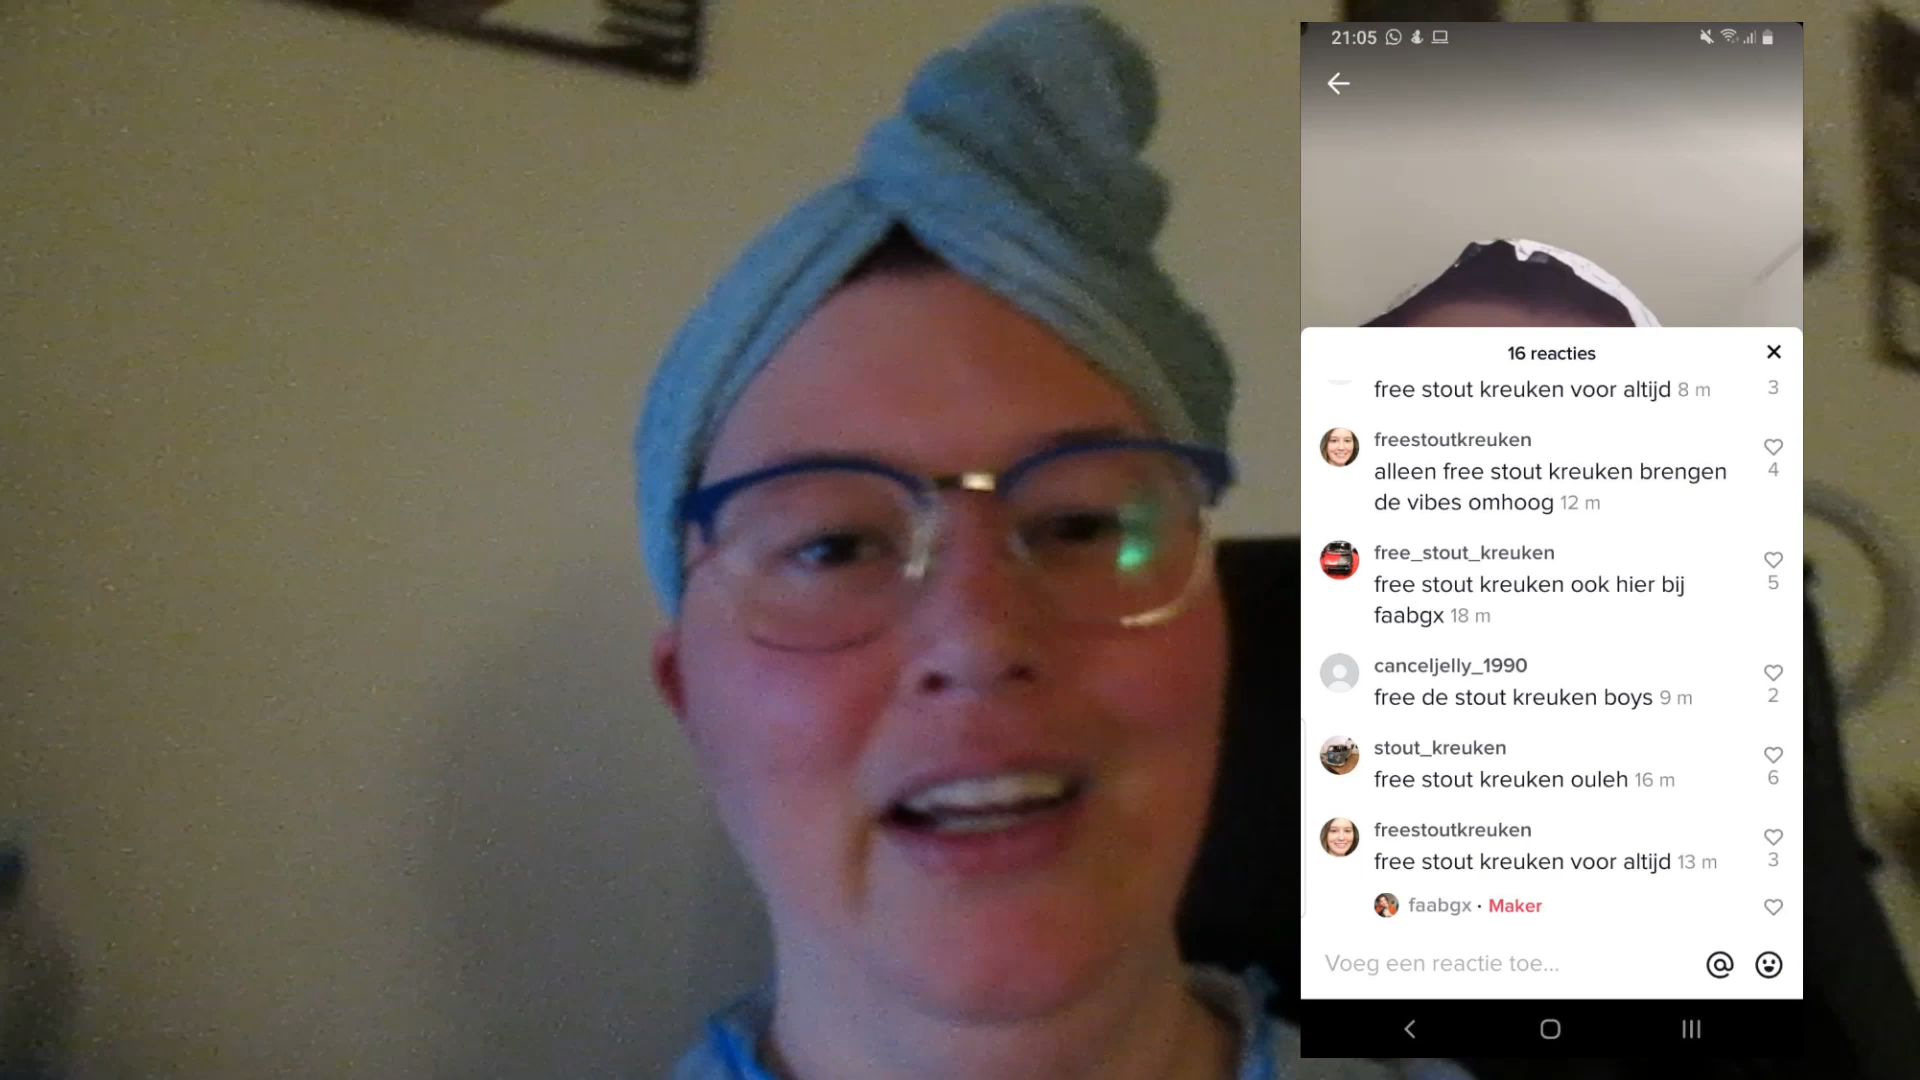 21:05
16 reacties
free stout kreuken voor altijd 8 m
3
freestoutkreuken
alleen free stout kreuken brengen
4
de vibes omhoog 12 m
free_stout_kreuken
free stout kreuken ook hier bij
5
faabgx 18 m
canceljelly_1990
free de stout kreuken boys 9 m
2
stout_kreuken
free stout kreuken ouleh 16 m
6
freestoutkreuken
free stout kreuken voor altijd 13 m
3
faabgx · Maker
Voeg een reactie toe...